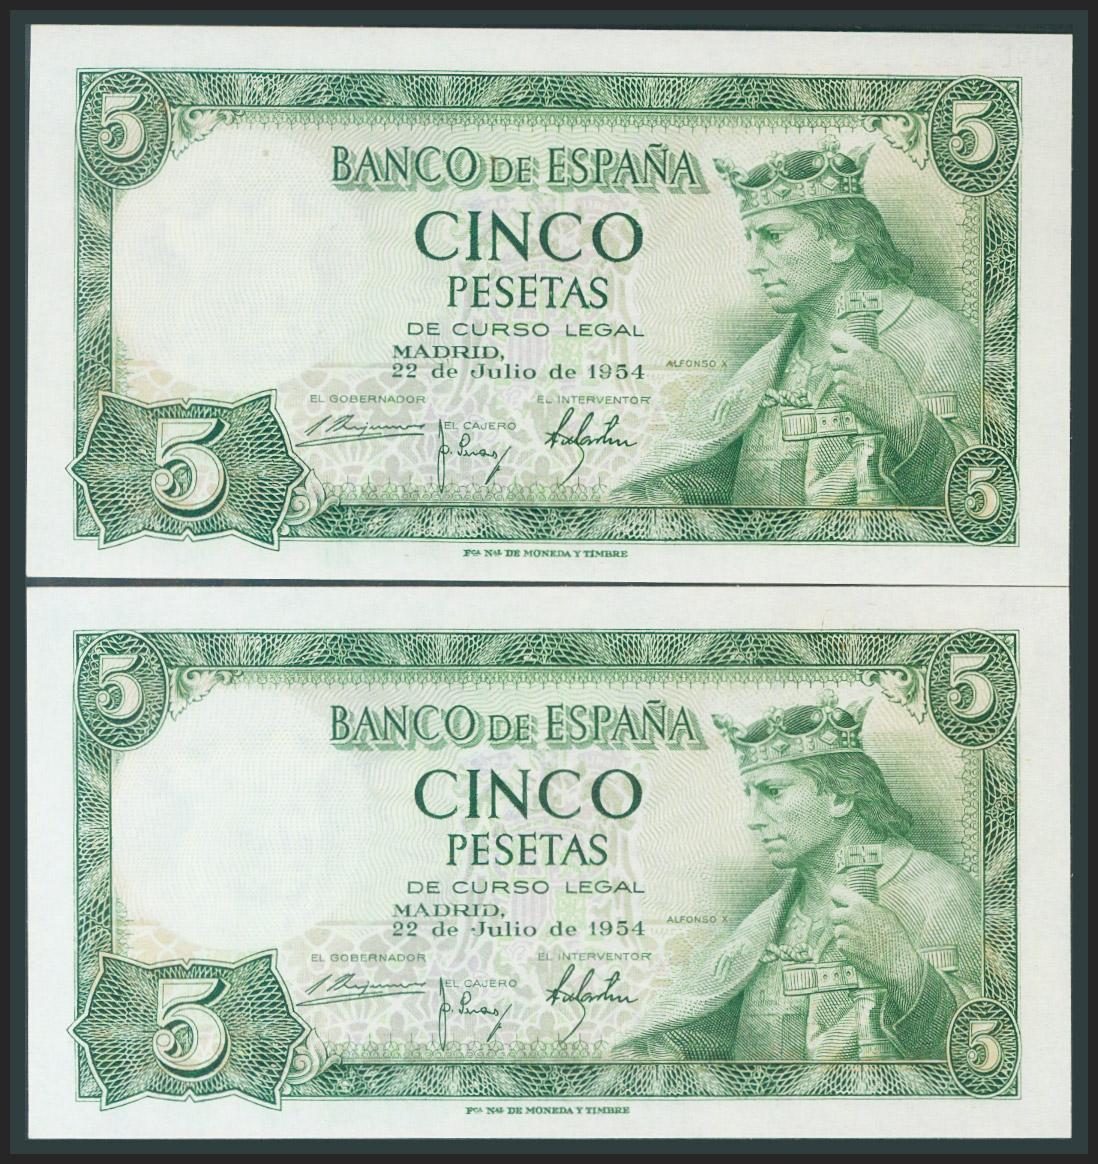 5 5
BANCO DE ESPAÑA
CINCO
PESETAS
DE CURSO LEGAL
MADRID,
22 de Julio de 1954
ALFONSO X
EL GOBERNADOR EL INTERVENTOR
EL CAJERO
5 5
FCA NAL DE MONEDA Y TIMBRE
5 5
BANCO DE ESPAÑA
CINCO
PESETAS
DE CURSO LEGAL
MADRID,
22 de Julio de 1954
ALFONSO X
EL GOBERNADOR EL INTERVENTOR
EL CAJERO
5 5
FCA NAL DE MONEDA Y TIMBRE